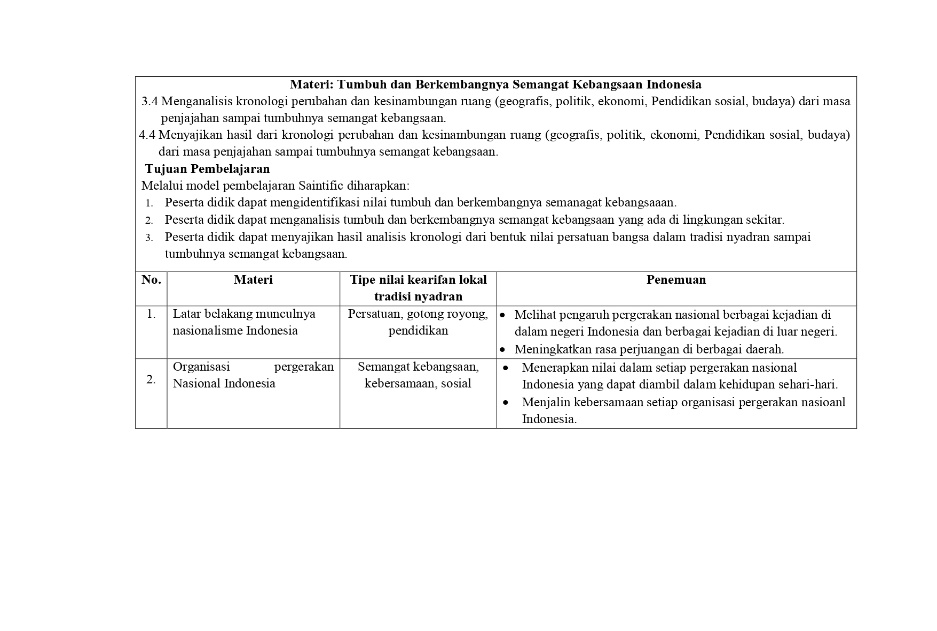 Materi: Tumbuh dan Berkembangnya Semangat Kebangsaan Indonesia
3.4 Menganalisis kronologi perubahan dan kesinambungan ruang (geografis, politik, ekonomi, Pendidikan sosial, budaya) dari masa
penjajahan sampai tumbuhnya semangat kebangsaan.
4.4 Menyajikan hasil dari kronologi perubahan dan kesinambungan ruang (geografis, politik, ekonomi, Pendidikan sosial, budaya)
dari masa penjajahan sampai tumbuhnya semangat kebangsaan.
Tujuan Pembelajaran
Melalui model pembelajaran Saintific diharapkan:
1. Peserta didik dapat mengidentifikasi nilai tumbuh dan berkembangnya semanagat kebangsaaan.
2. Peserta didik dapat menganalisis tumbuh dan berkembangnya semangat kebangsaan yang ada di lingkungan sekitar.
3. Peserta didik dapat menyajikan hasil analisis kronologi dari bentuk nilai persatuan bangsa dalam tradisi nyadran sampai
tumbuhnya semangat kebangsaan.
No. Materi Tipe nilai kearifan lokal Penemuan
tradisi nyadran
1. Latar belakang munculnya Persatuan, gotong royong, • Melihat pengaruh pergerakan nasional berbagai kejadian di
nasionalisme Indonesia pendidikan dalam negeri Indonesia dan berbagai kejadian di luar negeri.
• Meningkatkan rasa perjuangan di berbagai daerah.
2. Organisasi pergerakan Semangat kebangsaan, • Menerapkan nilai dalam setiap pergerakan nasional
Nasional Indonesia kebersamaan, sosial Indonesia yang dapat diambil dalam kehidupan sehari-hari.
• Menjalin kebersamaan setiap organisasi pergerakan nasioanl
Indonesia.